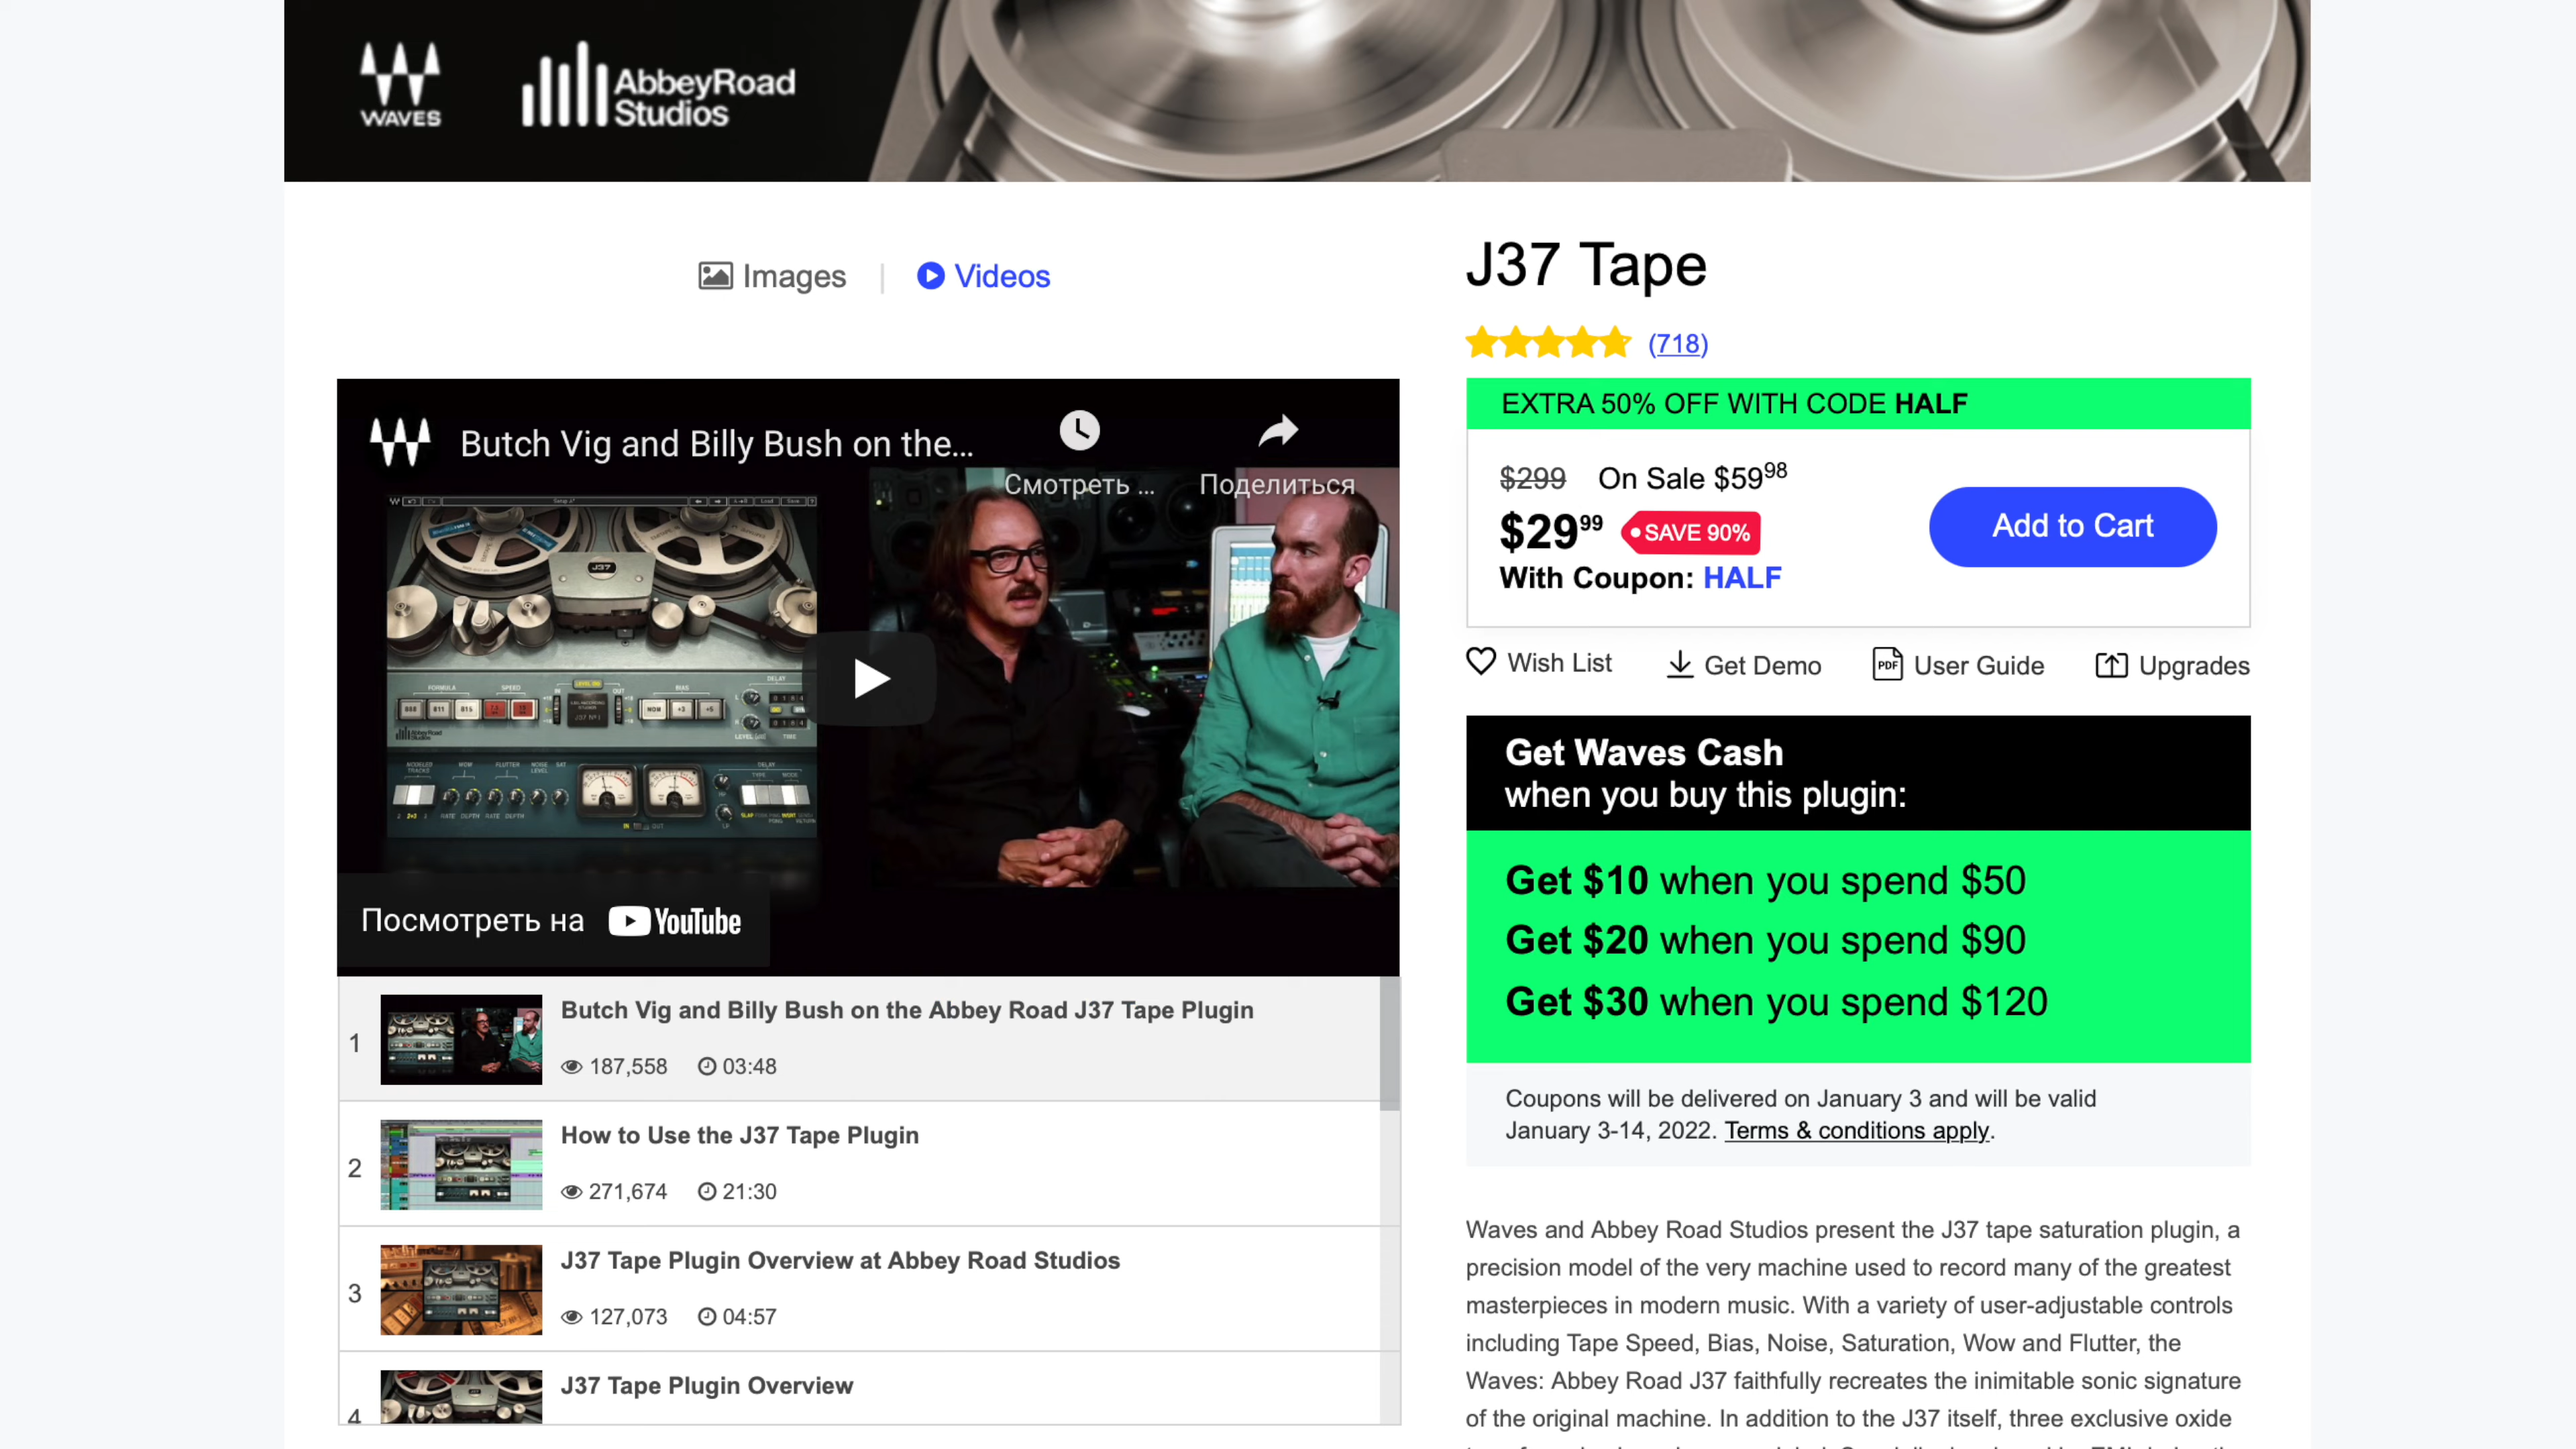 WAVES
AbbeyRoad
Studios
Images | Videos
J37 Tape
(718)
EXTRA 50% OFF WITH CODE HALF
$299 On Sale $59.98
$29.99 SAVE 90%
With Coupon: HALF
Add to Cart
Wish List
Get Demo
User Guide
Upgrades
Butch Vig and Billy Bush on the...
Смотреть ...
Поделиться
J37
FORMULA SPEED BIAS DELAY
Посмотреть на YouTube
1
Butch Vig and Billy Bush on the Abbey Road J37 Tape Plugin
187,558 03:48
2
How to Use the J37 Tape Plugin
271,674 21:30
3
J37 Tape Plugin Overview at Abbey Road Studios
127,073 04:57
4
J37 Tape Plugin Overview
Get Waves Cash
when you buy this plugin:
Get $10 when you spend $50
Get $20 when you spend $90
Get $30 when you spend $120
Coupons will be delivered on January 3 and will be valid
January 3-14, 2022. Terms & conditions apply.
Waves and Abbey Road Studios present the J37 tape saturation plugin, a
precision model of the very machine used to record many of the greatest
masterpieces in modern music. With a variety of user-adjustable controls
including Tape Speed, Bias, Noise, Saturation, Wow and Flutter, the
Waves: Abbey Road J37 faithfully recreates the inimitable sonic signature
of the original machine. In addition to the J37 itself, three exclusive oxide